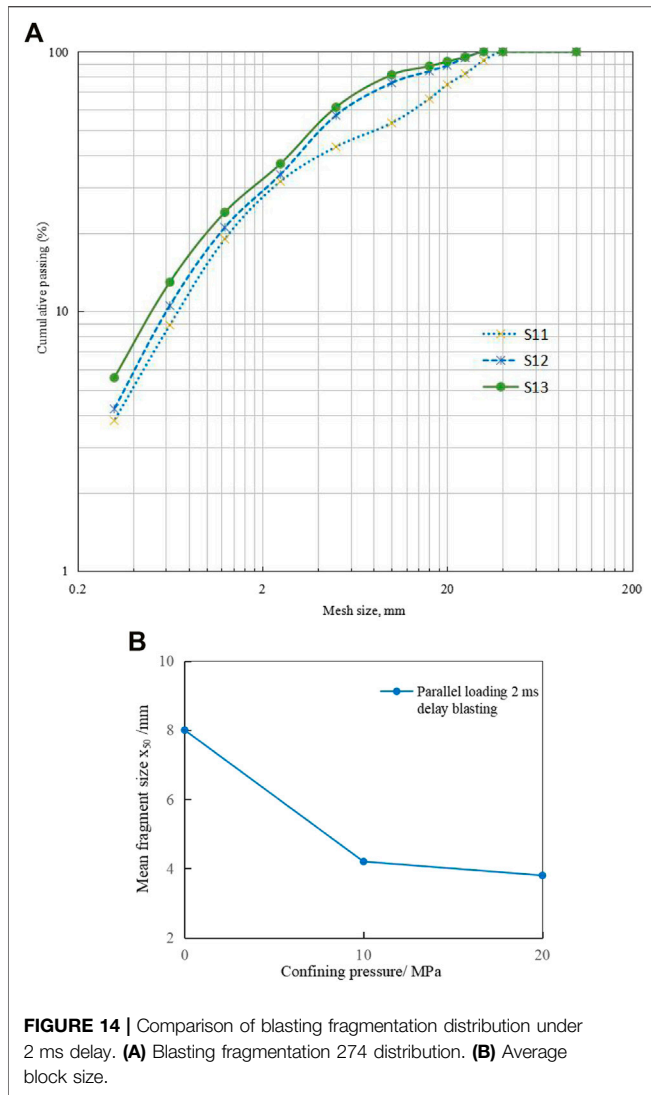 A
100
10
1
Cumulative passing (%)
S11
S12
S13
0.2
2
20
200
Mesh size, mm
B
10
8
6
4
2
Mean fragment size x₅₀ /mm
Parallel loading 2 ms
delay blasting
0
10
20
Confining pressure/ MPa
FIGURE 14 | Comparison of blasting fragmentation distribution under
2 ms delay. (A) Blasting fragmentation 274 distribution. (B) Average
block size.